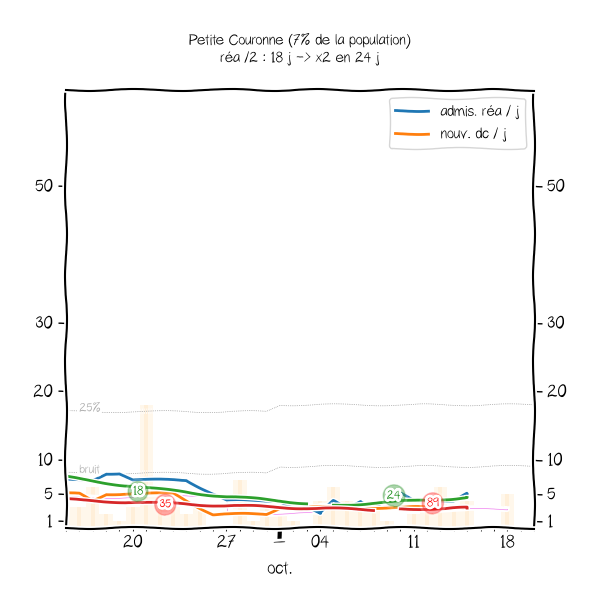 Petite Couronne (7% de la population)
réa /2 : 18 j -> x2 en 24 j
admis. réa / j
nouv. dc / j
50 50
30 30
20 20
25%
10 10
bruit
5 5
18 35 24 89
1 1
20 27 1 04 11 18
oct.